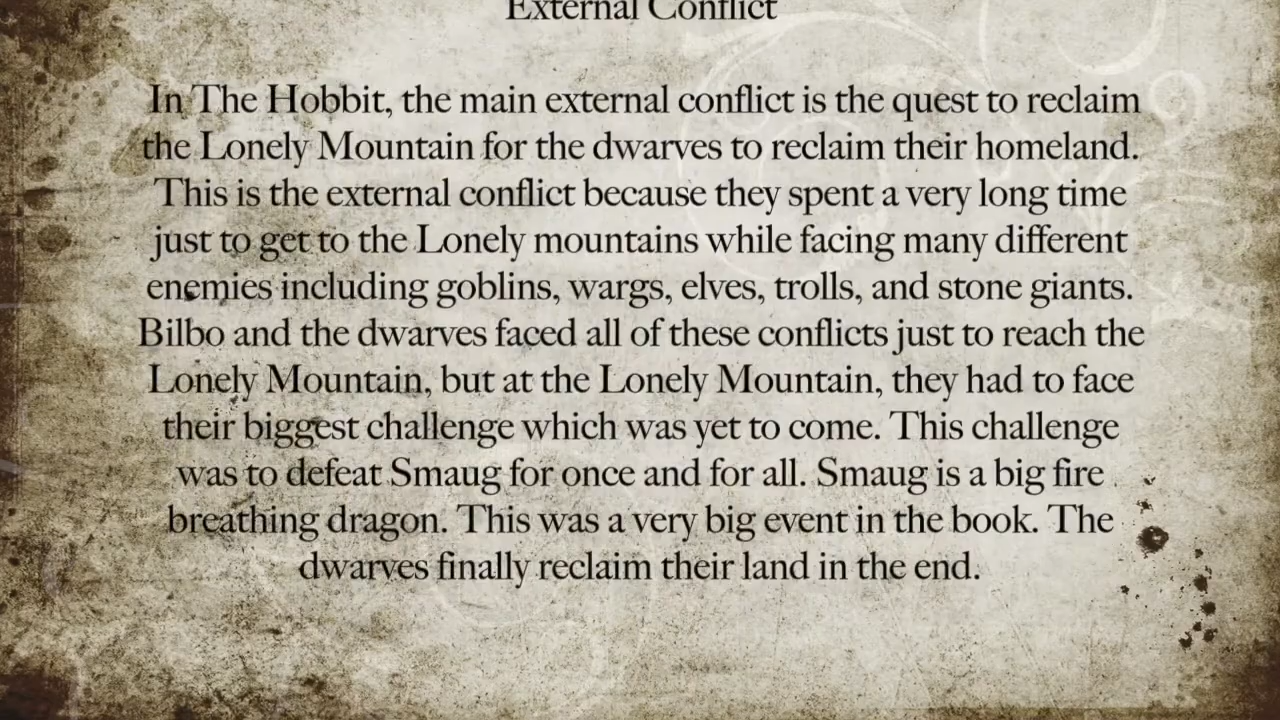 External Conflict
In The Hobbit, the main external conflict is the quest to reclaim
the Lonely Mountain for the dwarves to reclaim their homeland.
This is the external conflict because they spent a very long time
just to get to the Lonely mountains while facing many different
enemies including goblins, wargs, elves, trolls, and stone giants.
Bilbo and the dwarves faced all of these conflicts just to reach the
Lonely Mountain, but at the Lonely Mountain, they had to face
their biggest challenge which was yet to come. This challenge
was to defeat Smaug for once and for all. Smaug is a big fire
breathing dragon. This was a very big event in the book. The
dwarves finally reclaim their land in the end.